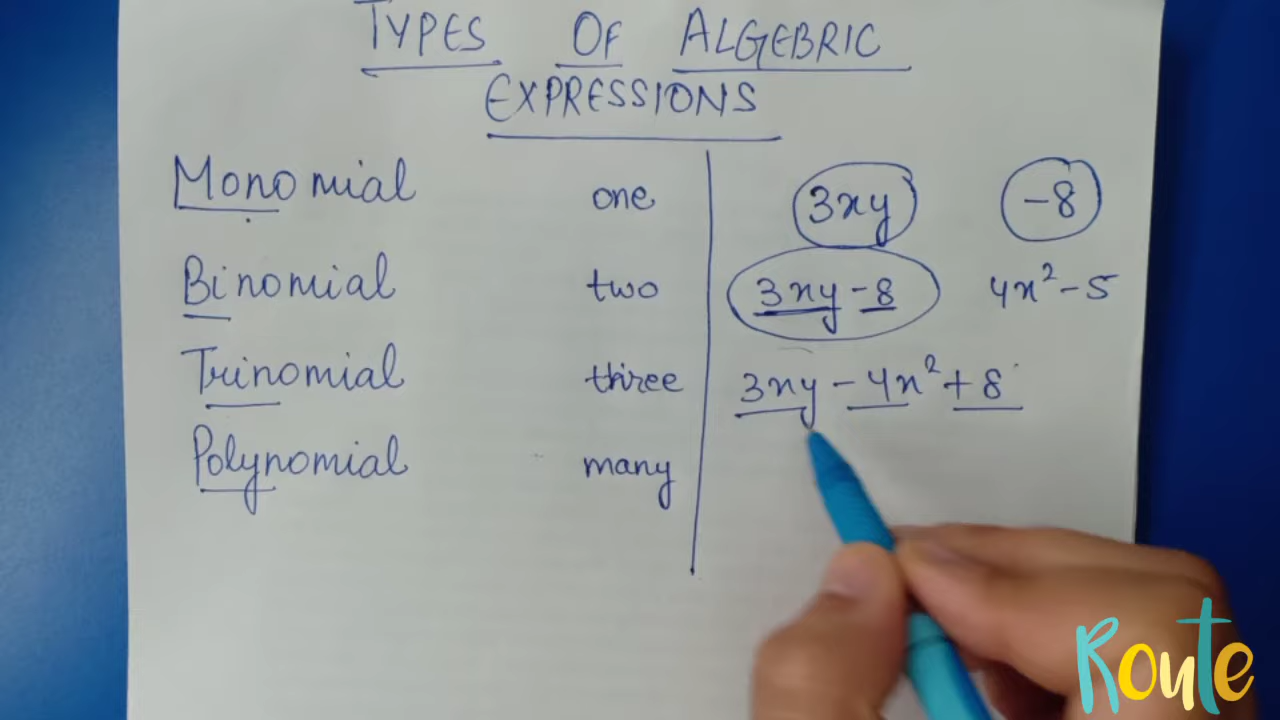 TYPES OF ALGEBRIC
EXPRESSIONS
Monomial one 3xy -8
Binomial two 3xy - 8 4x² - 5
Trinomial three 3xy - 4x² + 8
Polynomial many
Route